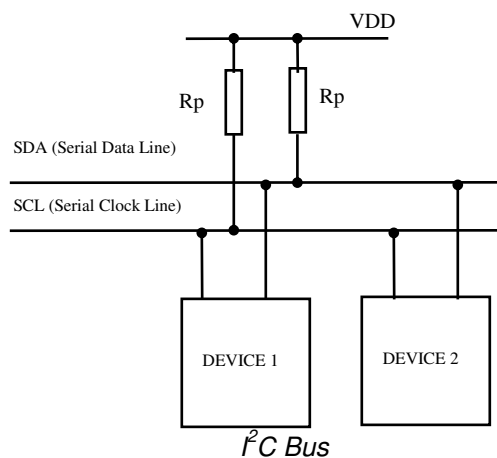 VDD
Rp
Rp
SDA (Serial Data Line)
SCL (Serial Clock Line)
DEVICE 1
DEVICE 2
I²C Bus